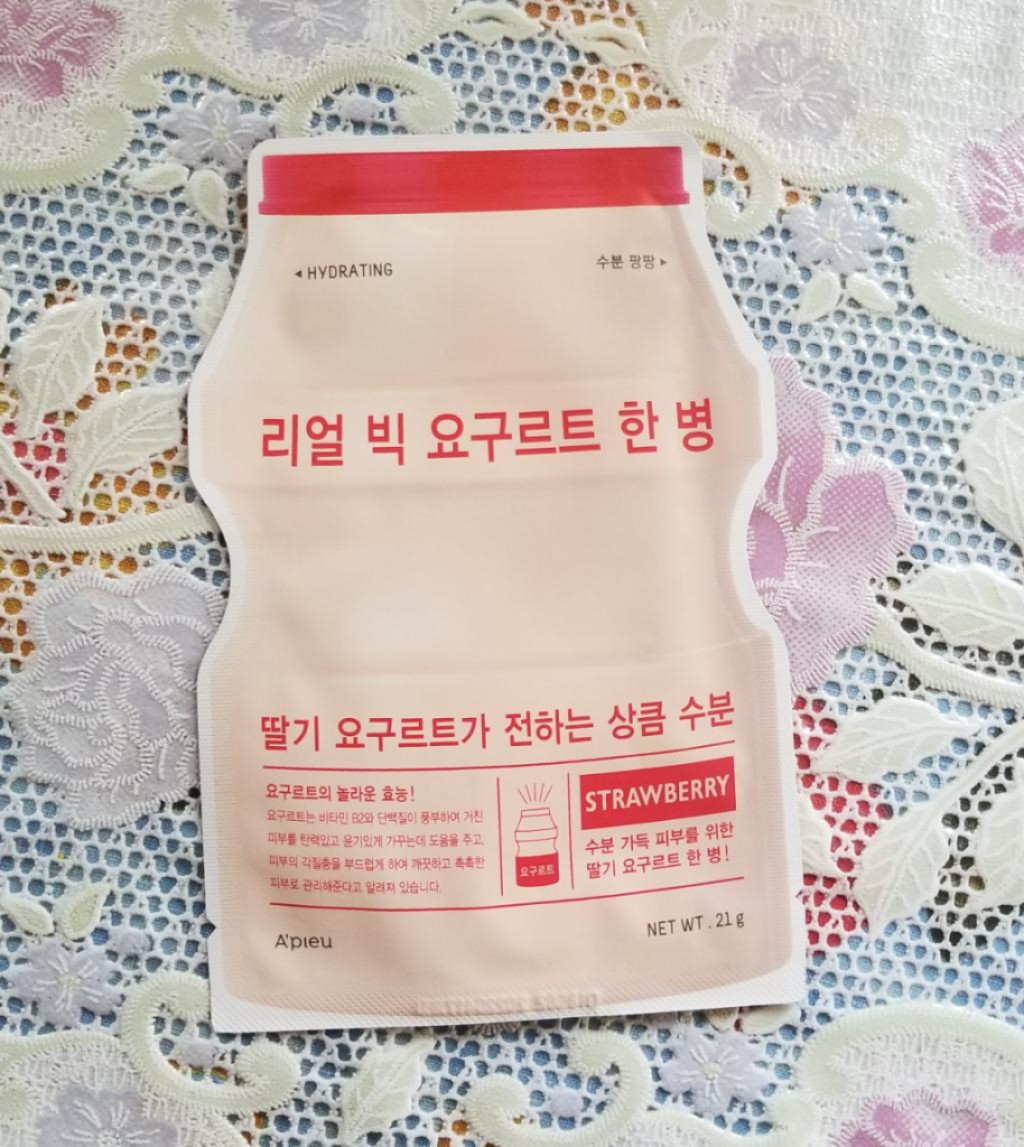 ◂ HYDRATING
수분 팡팡 ▸
리얼 빅 요구르트 한 병
딸기 요구르트가 전하는 상큼 수분
요구르트의 놀라운 효능!
요구르트는 비타민 B2와 단백질이 풍부하여 거친
피부를 탄력있고 윤기있게 가꾸는데 도움을 주고,
피부의 각질층을 부드럽게 하여 깨끗하고 촉촉한
피부로 관리해준다고 알려져 있습니다.
요구르트
STRAWBERRY
수분 가득 피부를 위한
딸기 요구르트 한 병!
A'pieu
NET WT . 21 g